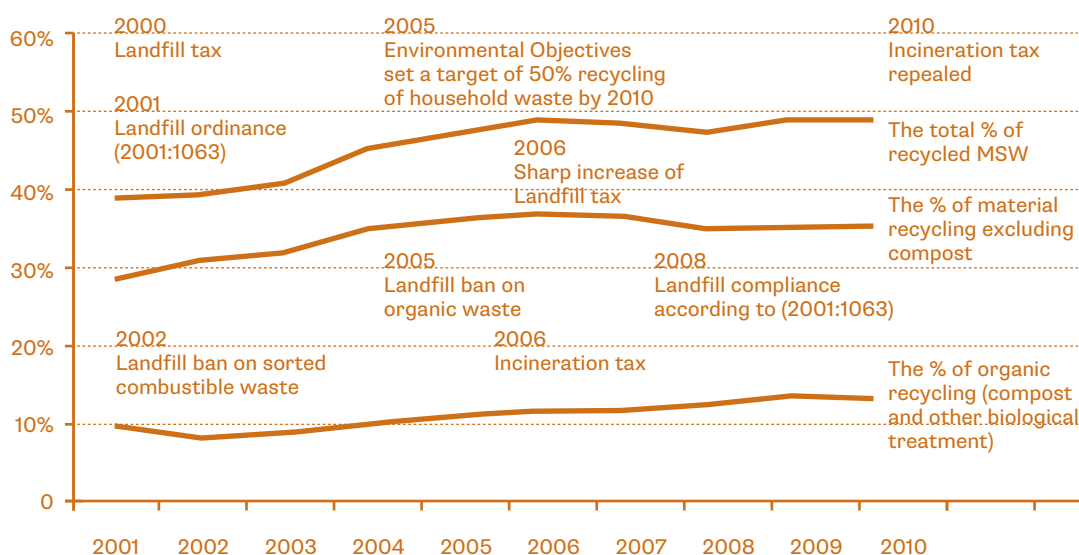 60%
50%
40%
30%
20%
10%
0
2000
Landfill tax
2001
Landfill ordinance
(2001:1063)
2005
Environmental Objectives
set a target of 50% recycling
of household waste by 2010
2010
Incineration tax
repealed
The total % of
recycled MSW
2006
Sharp increase of
Landfill tax
The % of material
recycling excluding
compost
2005
Landfill ban on
organic waste
2008
Landfill compliance
according to (2001:1063)
2002
Landfill ban on sorted
combustible waste
2006
Incineration tax
The % of organic
recycling (compost
and other biological
treatment)
2001 2002 2003 2004 2005 2006 2007 2008 2009 2010